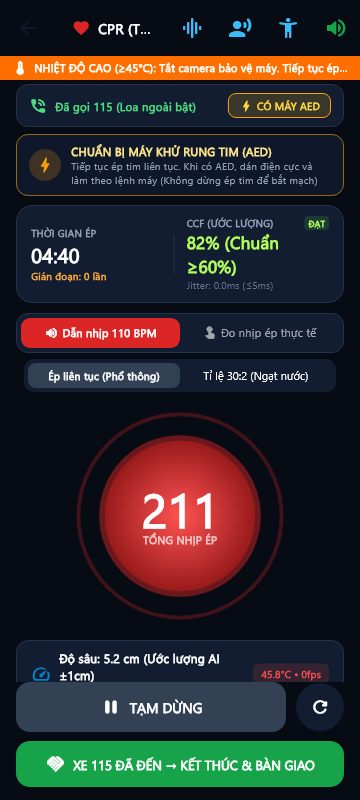 CPR (T...
NHIỆT ĐỘ CAO (≥45°C): Tắt camera bảo vệ máy. Tiếp tục ép...
Đã gọi 115 (Loa ngoài bật)
CÓ MÁY AED
CHUẨN BỊ MÁY KHỬ RUNG TIM (AED)
Tiếp tục ép tim liên tục. Khi có AED, dán điện cực và
làm theo lệnh máy (Không dừng ép tim để bắt mạch)
THỜI GIAN ÉP
04:40
Gián đoạn: 0 lần
CCF (ƯỚC LƯỢNG)
ĐẠT
82% (Chuẩn
≥60%)
Jitter: 0.0ms (≤5ms)
Dẫn nhịp 110 BPM
Đo nhịp ép thực tế
Ép liên tục (Phổ thông)
Tỉ lệ 30:2 (Ngạt nước)
211
TỔNG NHỊP ÉP
Độ sâu: 5.2 cm (Ước lượng AI
±1cm)
45.8°C • 0fps
TẠM DỪNG
XE 115 ĐÃ ĐẾN → KẾT THÚC & BÀN GIAO